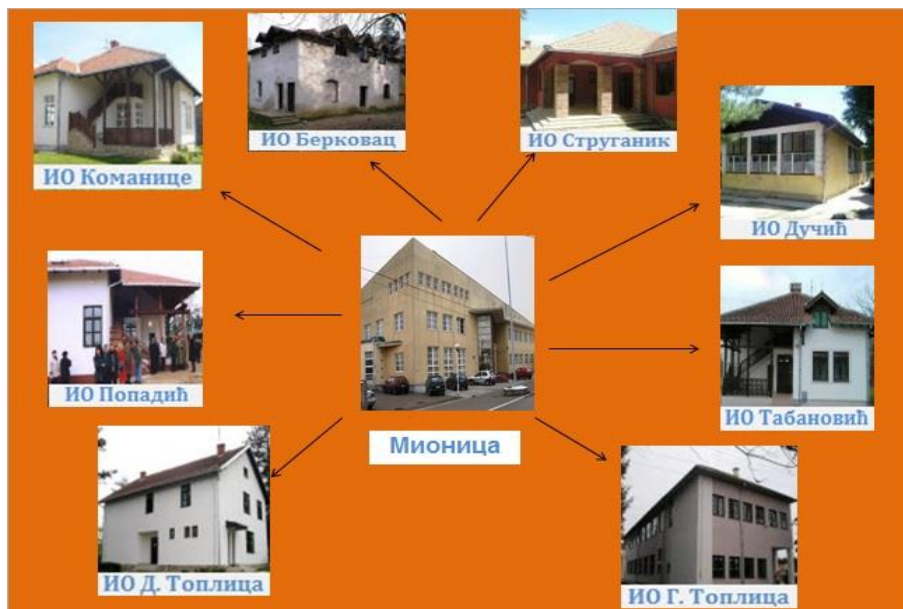 ИО Команице
ИО Берковац
ИО Струганик
ИО Дучић
ИО Попадић
ИО Табановић
Мионица
ИО Д. Топлица
ИО Г. Топлица